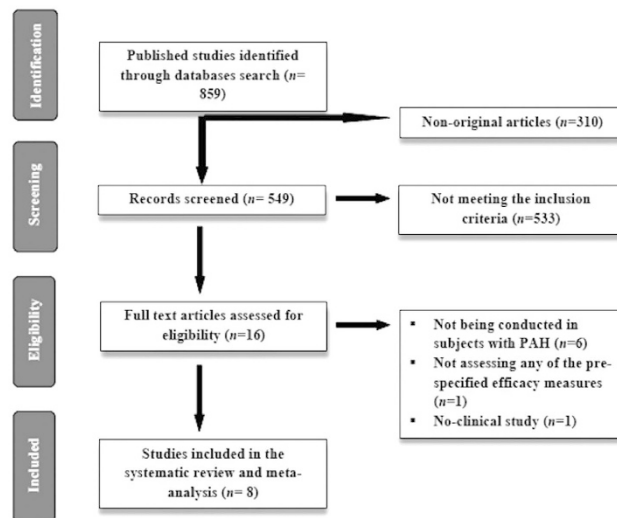 Identification
Published studies identified
through databases search (n=
859)
Non-original articles (n=310)
Screening
Records screened (n= 549)
Not meeting the inclusion
criteria (n=533)
Eligibility
Full text articles assessed for
eligibility (n=16)
▪ Not being conducted in
subjects with PAH (n=6)
▪ Not assessing any of the pre-
specified efficacy measures
(n=1)
▪ No-clinical study (n=1)
Included
Studies included in the
systematic review and meta-
analysis (n= 8)